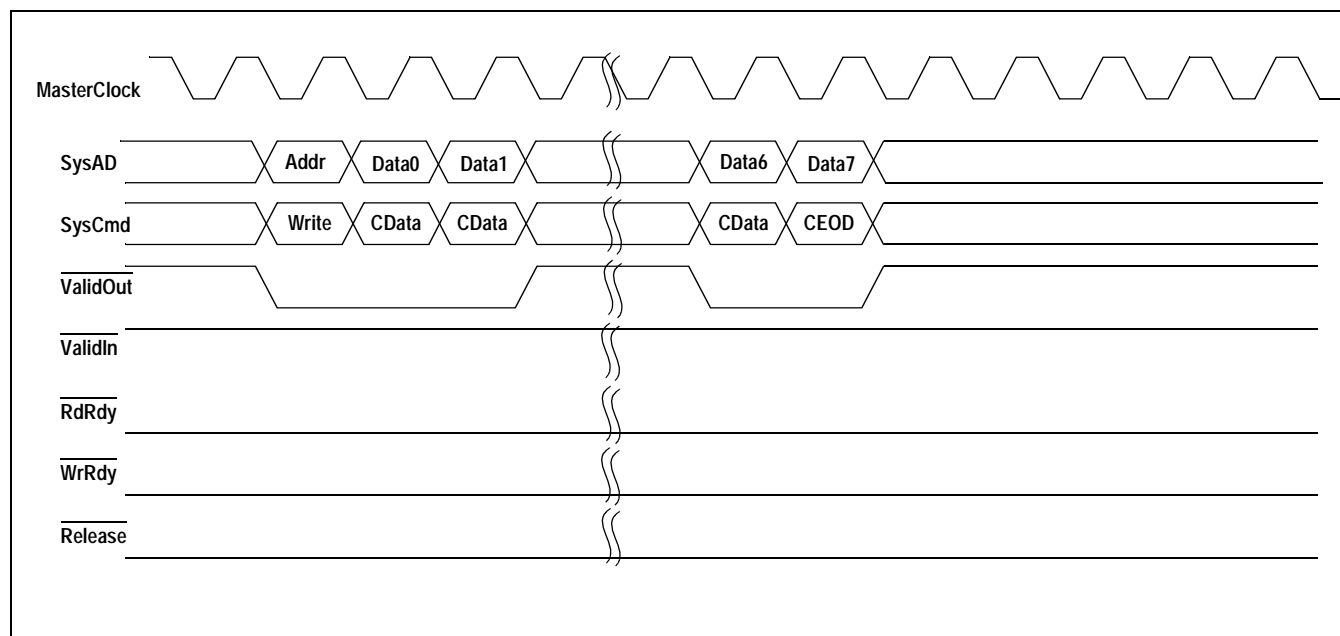 MasterClock
SysAD Addr Data0 Data1 Data6 Data7
SysCmd Write CData CData CData CEOD
ValidOut
ValidIn
RdRdy
WrRdy
Release